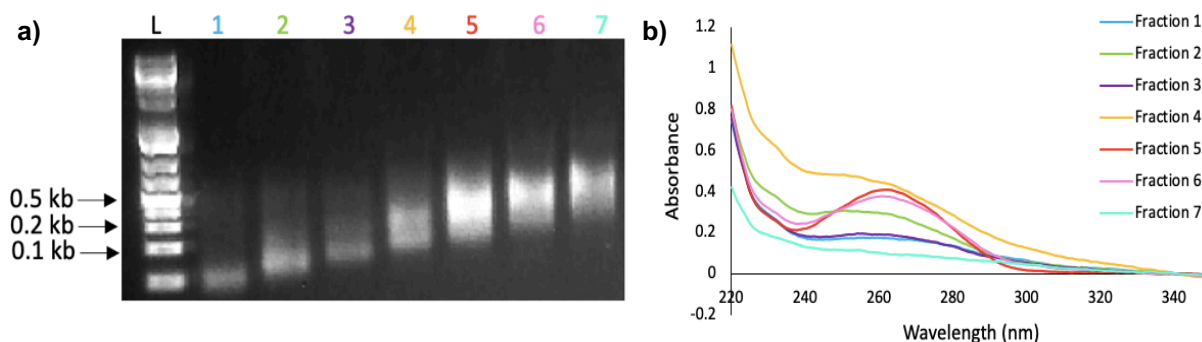 a)
L 1 2 3 4 5 6 7
0.5 kb
0.2 kb
0.1 kb
b)
1.2
1
0.8
0.6
0.4
0.2
0
-0.2
Absorbance
220 240 260 280 300 320 340
Wavelength (nm)
Fraction 1
Fraction 2
Fraction 3
Fraction 4
Fraction 5
Fraction 6
Fraction 7